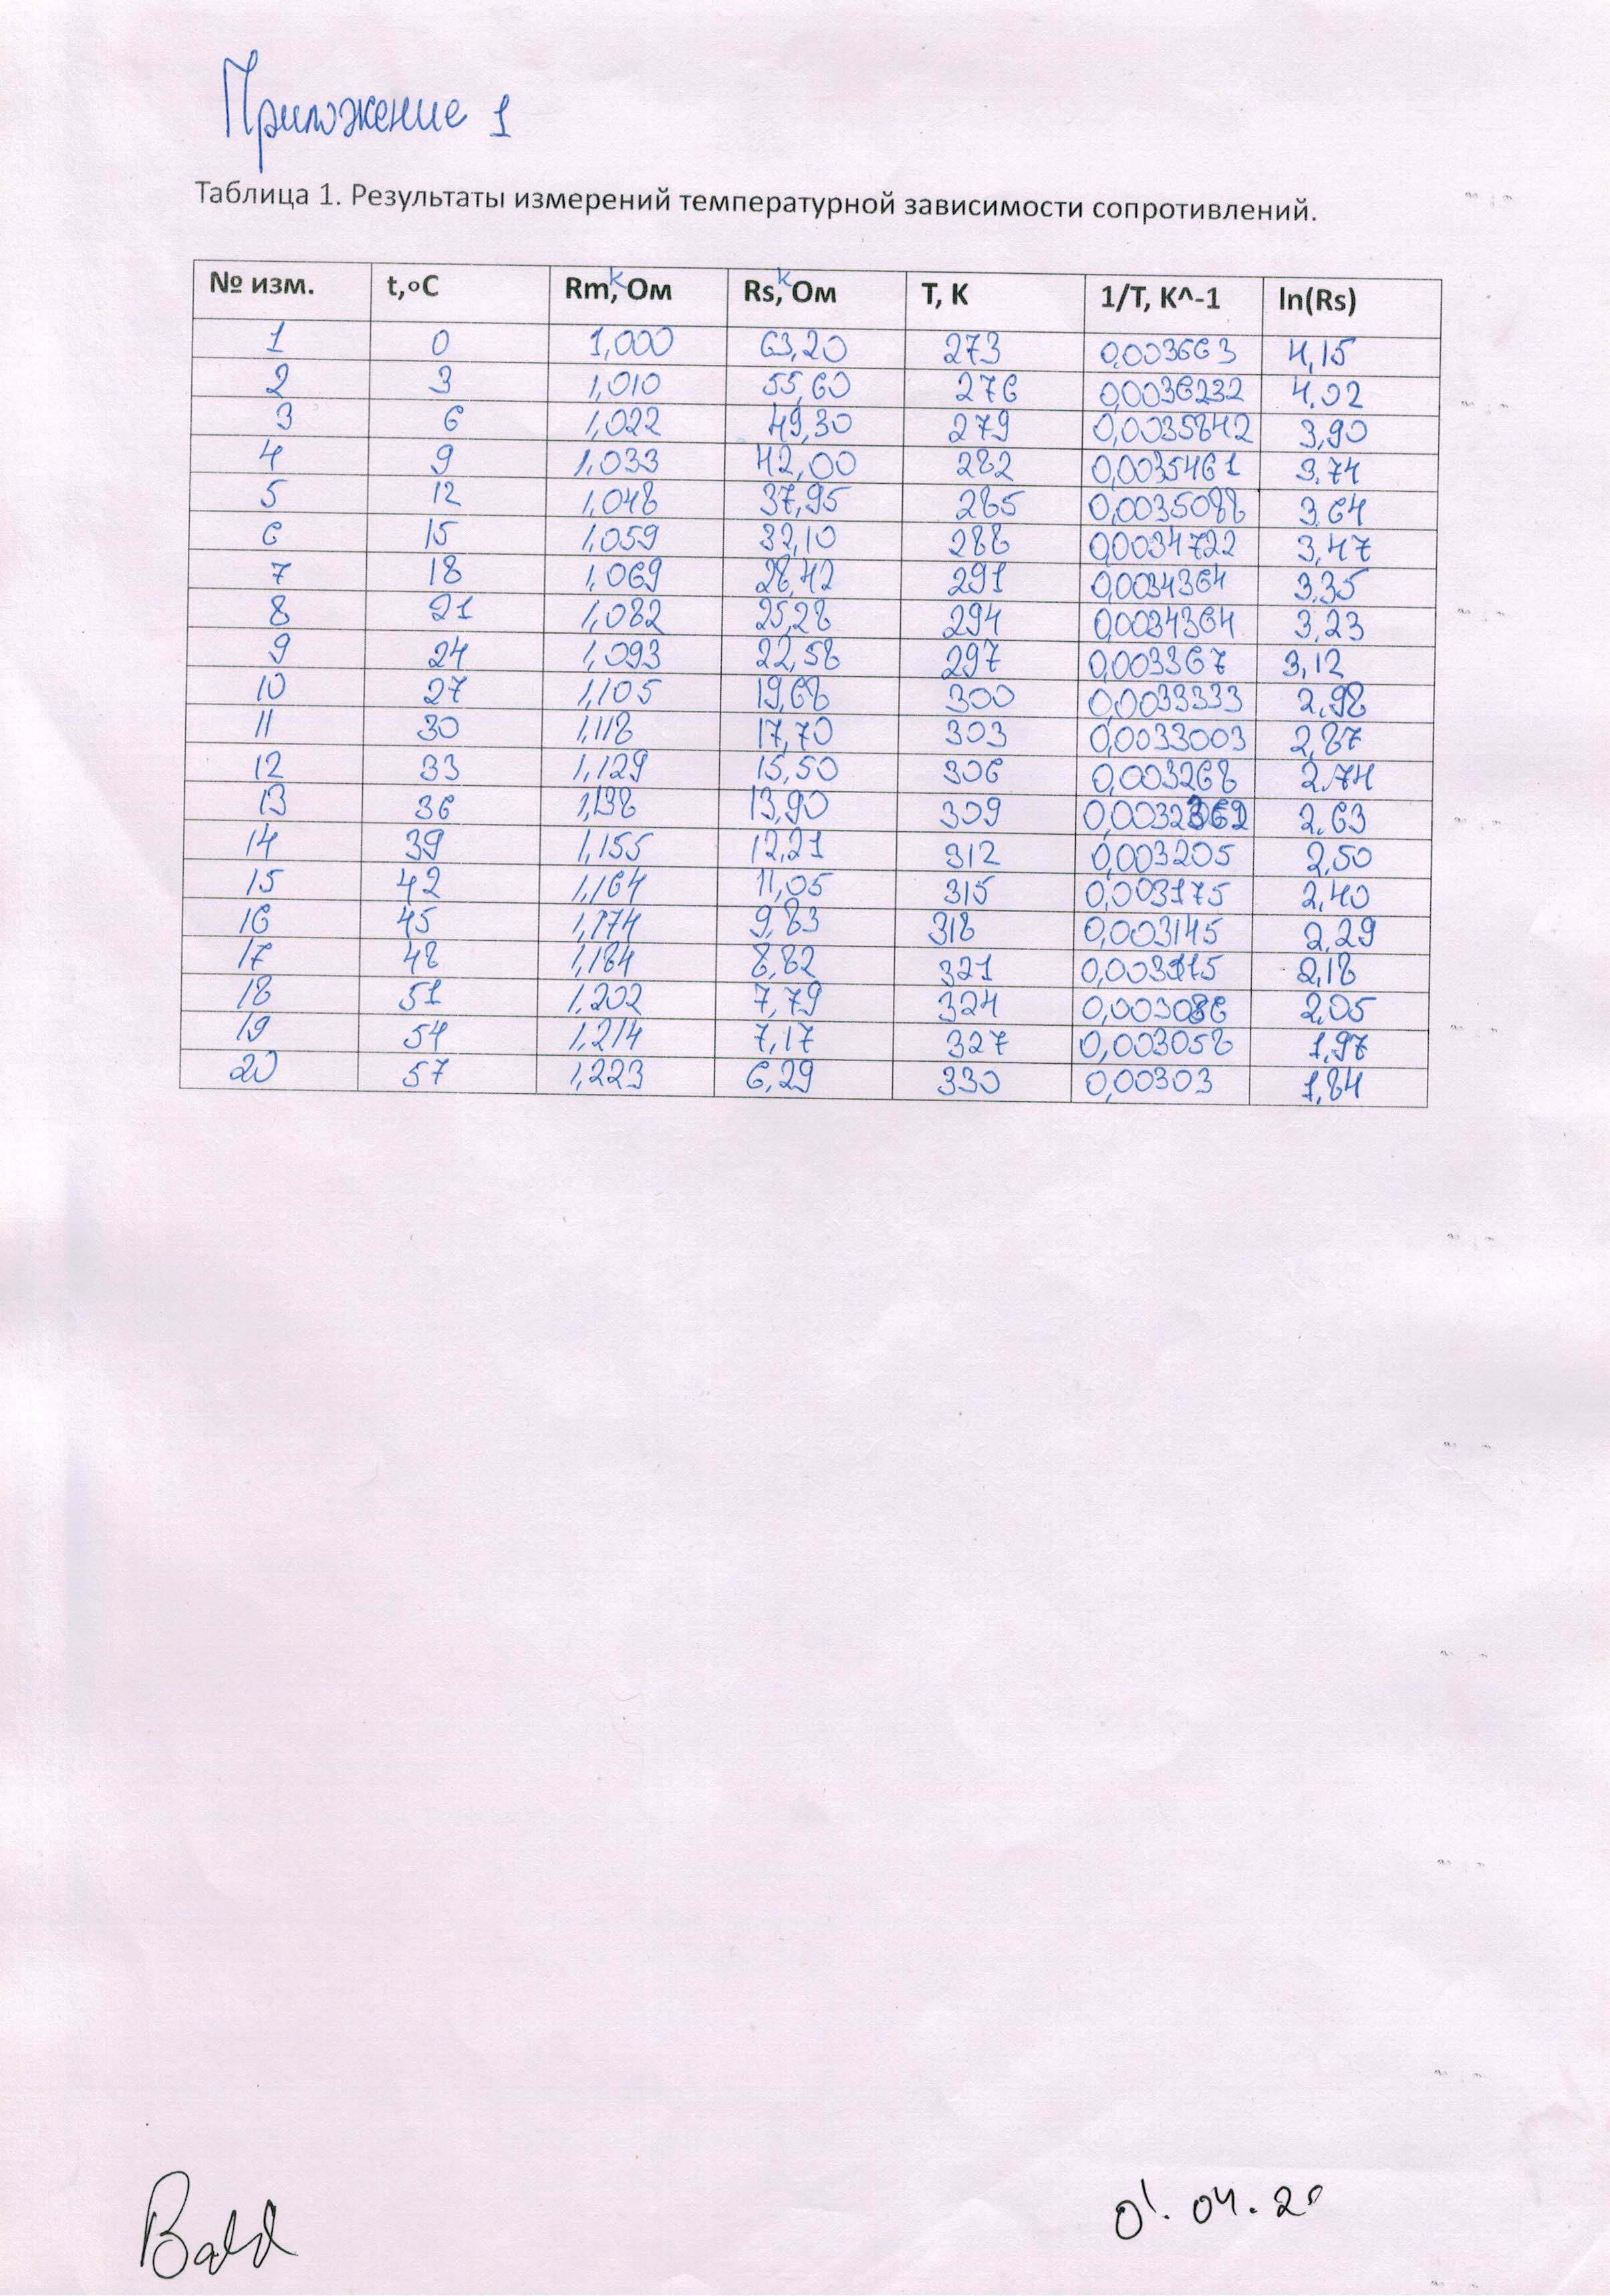 Приложение 1
Таблица 1. Результаты измерений температурной зависимости сопротивлений.
№ изм. t,oC Rm, кОм Rs, кОм T, K 1/T, K^-1 ln(Rs)
1 0 1,000 63,20 273 0,003663 4,15
2 3 1,010 55,60 276 0,0036232 4,02
3 6 1,022 49,30 279 0,0035842 3,90
4 9 1,033 42,00 282 0,0035461 3,74
5 12 1,048 37,95 285 0,0035088 3,64
6 15 1,059 32,10 288 0,0034722 3,47
7 18 1,069 28,42 291 0,0034364 3,35
8 21 1,082 25,28 294 0,0034364 3,23
9 24 1,093 22,58 297 0,003367 3,12
10 27 1,105 19,68 300 0,0033333 2,98
11 30 1,118 17,70 303 0,0033003 2,87
12 33 1,129 15,50 306 0,003268 2,74
13 36 1,138 13,90 309 0,0032362 2,63
14 39 1,155 12,21 312 0,003205 2,50
15 42 1,164 11,05 315 0,003175 2,40
16 45 1,174 9,83 318 0,003145 2,29
17 48 1,184 8,82 321 0,003115 2,18
18 51 1,202 7,79 324 0,003086 2,05
19 54 1,214 7,17 327 0,003058 1,97
20 57 1,223 6,29 330 0,00303 1,84